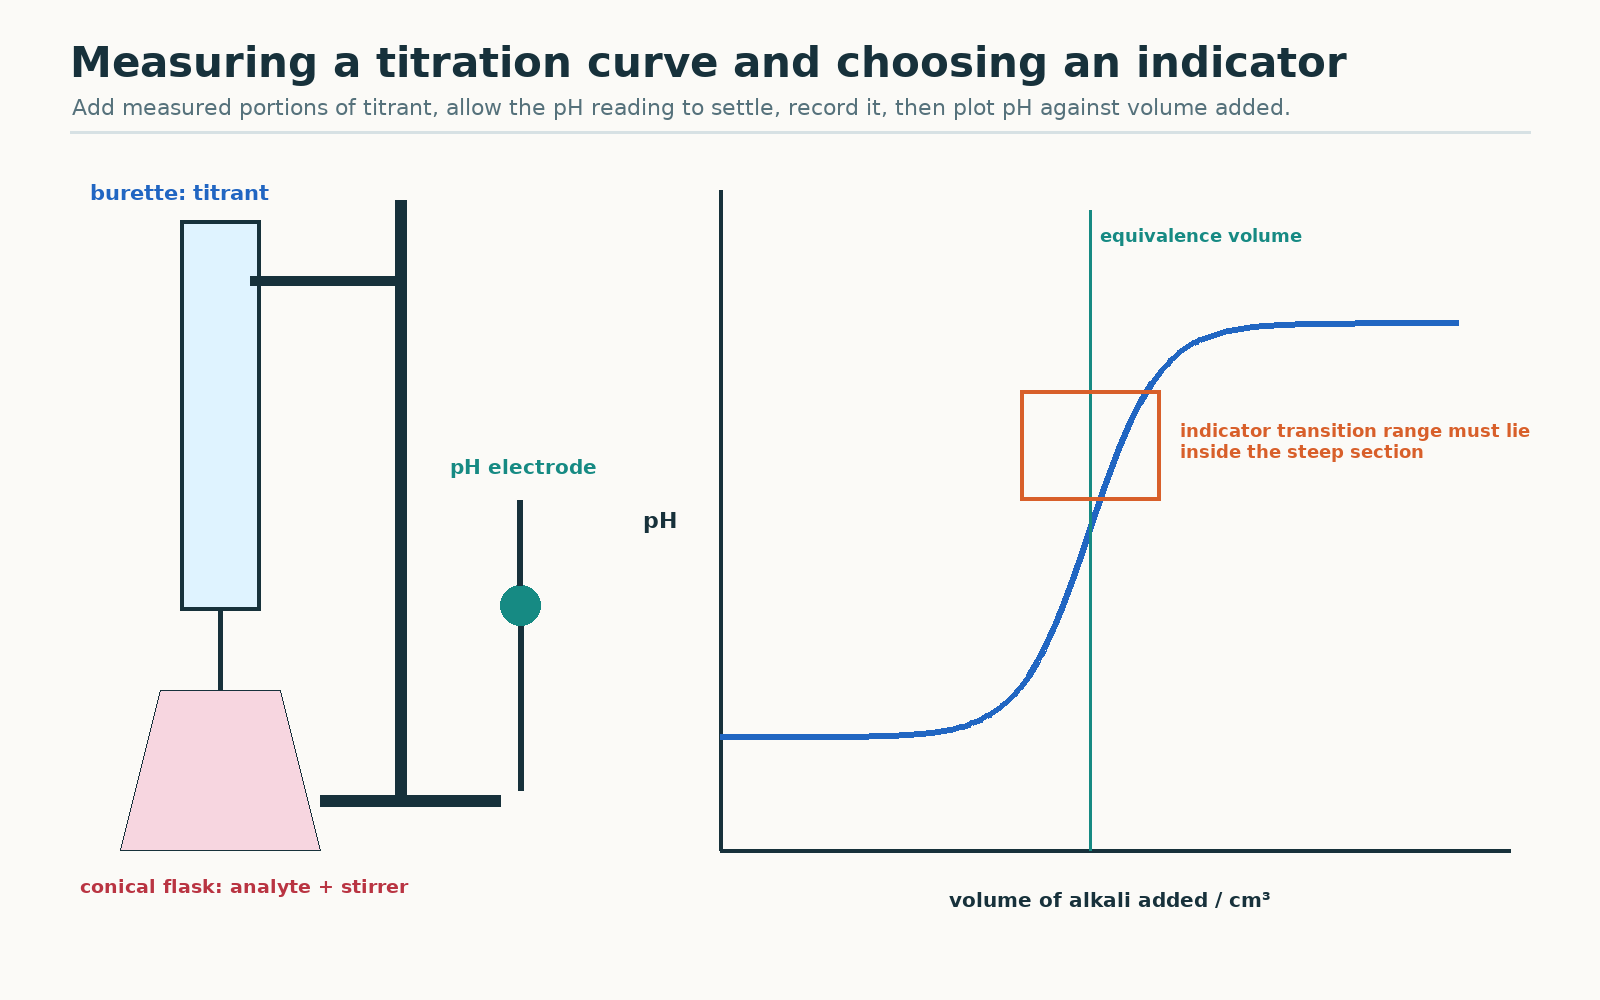 Measuring a titration curve and choosing an indicator
Add measured portions of titrant, allow the pH reading to settle, record it, then plot pH against volume added.
burette: titrant
equivalence volume
indicator transition range must lie
inside the steep section
pH electrode
pH
conical flask: analyte + stirrer
volume of alkali added / cm³